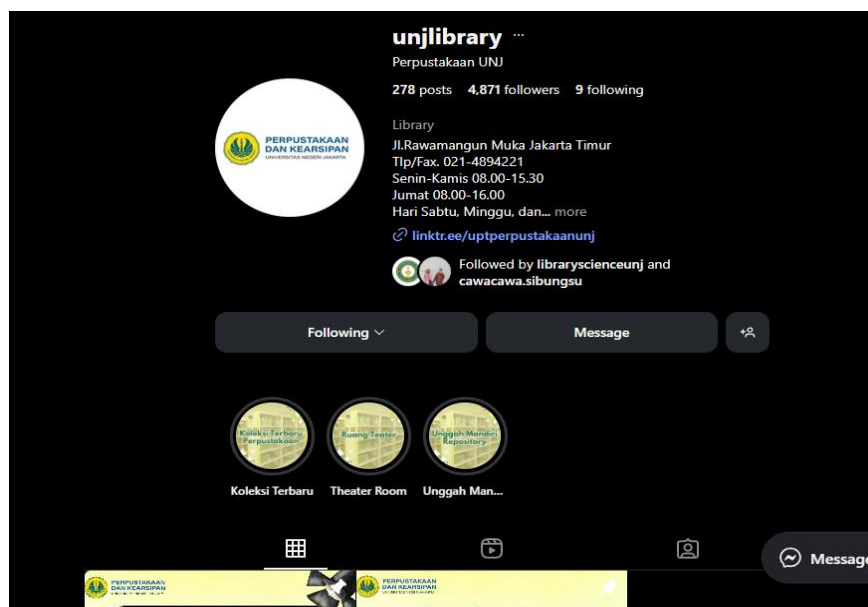 unjlibrary ...
Perpustakaan UNJ
278 posts 4,871 followers 9 following
PERPUSTAKAAN
DAN KEARSIPAN
UNIVERSITAS NEGERI JAKARTA
Library
Jl.Rawamangun Muka Jakarta Timur
Tlp/Fax. 021-4894221
Senin-Kamis 08.00-15.30
Jumat 08.00-16.00
Hari Sabtu, Minggu, dan... more
linktr.ee/uptperpustakaanunj
Followed by libraryscienceunj and
cawacawa.sibungsu
Following
Message
Koleksi Terbaru
Perpustakaan
Ruang Teater
Unggah Mandiri
Repository
Koleksi Terbaru
Theater Room
Unggah Man...
Message
PERPUSTAKAAN
DAN KEARSIPAN
PERPUSTAKAAN
DAN KEARSIPAN